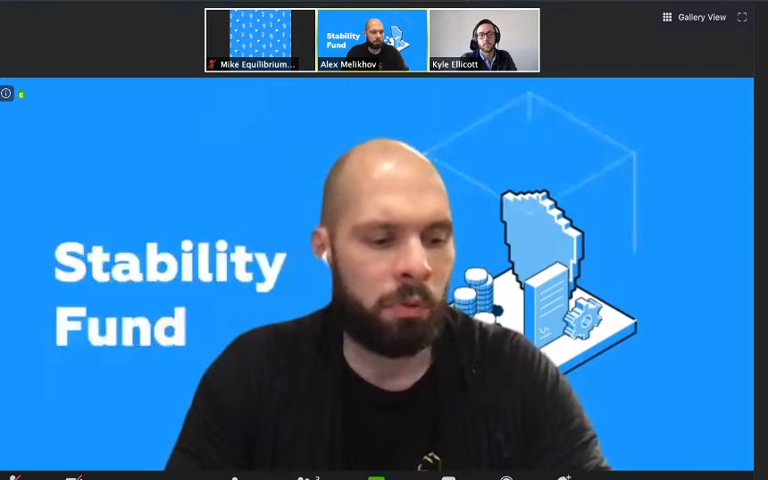 Gallery View
Stability
Fund
Mike Equilibrium...
Alex Melikhov
Kyle Ellicott
Stability
Fund